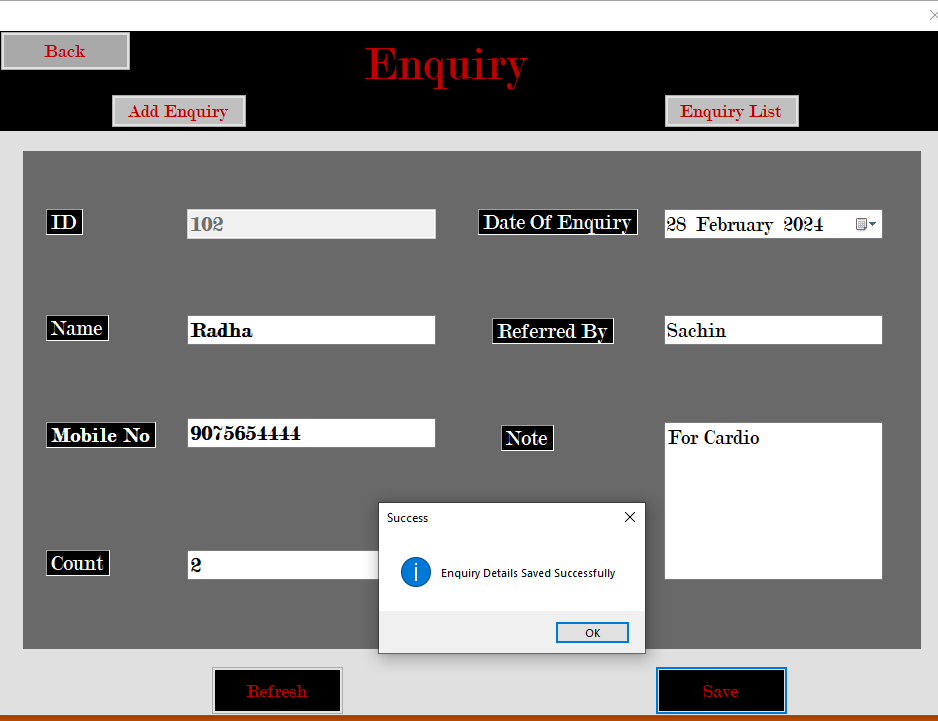 Back
Enquiry
Add Enquiry
Enquiry List
ID
102
Date Of Enquiry
28 February 2024
Name
Radha
Referred By
Sachin
Mobile No
9075654444
Note
For Cardio
Count
2
Success
Enquiry Details Saved Successfully
OK
Refresh
Save